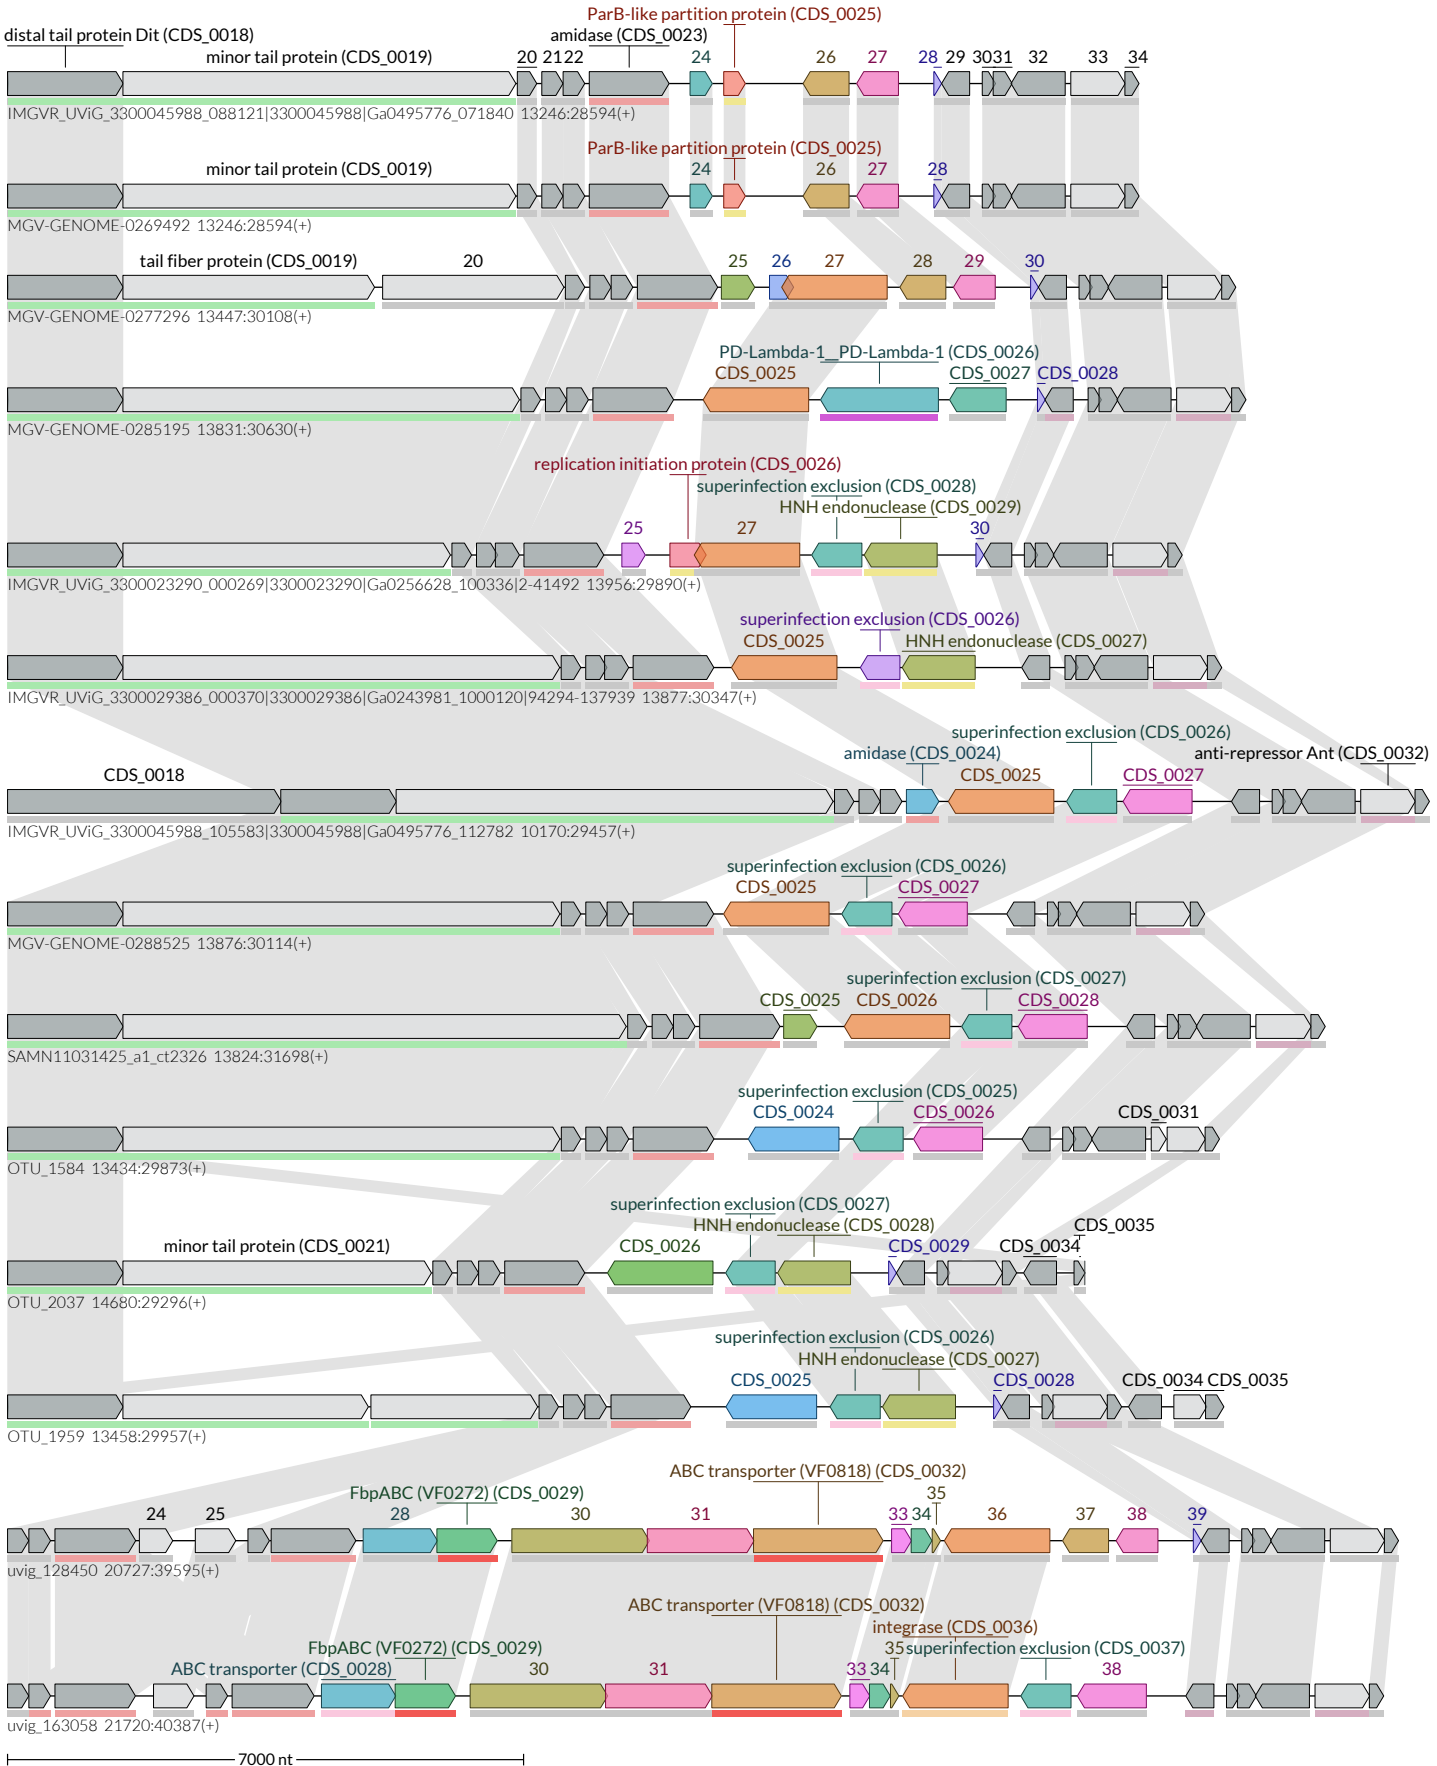 ParB-like partition protein (CDS_0025)
distal tail protein Dit (CDS_0018) amidase (CDS_0023)
minor tail protein (CDS_0019) 20 21 22 24 26 27 28 29 30 31 32 33 34
IMGVR_UViG_3300045988_088121|3300045988|Ga0495776_071840 13246:28594(+)
ParB-like partition protein (CDS_0025)
minor tail protein (CDS_0019) 24 26 27 28
MGV-GENOME-0269492 13246:28594(+)
tail fiber protein (CDS_0019) 20 25 26 27 28 29 30
MGV-GENOME-0277296 13447:30108(+)
PD-Lambda-1__PD-Lambda-1 (CDS_0026)
CDS_0025 CDS_0027 CDS_0028
MGV-GENOME-0285195 13831:30630(+)
replication initiation protein (CDS_0026)
superinfection exclusion (CDS_0028)
HNH endonuclease (CDS_0029)
25 27 30
IMGVR_UViG_3300023290_000269|3300023290|Ga0256628_100336|2-41492 13956:29890(+)
superinfection exclusion (CDS_0026)
CDS_0025 HNH endonuclease (CDS_0027)
IMGVR_UViG_3300029386_000370|3300029386|Ga0243981_1000120|94294-137939 13877:30347(+)
superinfection exclusion (CDS_0026)
amidase (CDS_0024) anti-repressor Ant (CDS_0032)
CDS_0018 CDS_0025 CDS_0027
IMGVR_UViG_3300045988_105583|3300045988|Ga0495776_112782 10170:29457(+)
superinfection exclusion (CDS_0026)
CDS_0025 CDS_0027
MGV-GENOME-0288525 13876:30114(+)
superinfection exclusion (CDS_0027)
CDS_0025 CDS_0026 CDS_0028
SAMN11031425_a1_ct2326 13824:31698(+)
superinfection exclusion (CDS_0025)
CDS_0024 CDS_0026 CDS_0031
OTU_1584 13434:29873(+)
superinfection exclusion (CDS_0027)
HNH endonuclease (CDS_0028) CDS_0035
minor tail protein (CDS_0021) CDS_0026 CDS_0029 CDS_0034
OTU_2037 14680:29296(+)
superinfection exclusion (CDS_0026)
HNH endonuclease (CDS_0027)
CDS_0025 CDS_0028 CDS_0034 CDS_0035
OTU_1959 13458:29957(+)
ABC transporter (VF0818) (CDS_0032)
FbpABC (VF0272) (CDS_0029) 35
24 25 28 30 31 33 34 36 37 38 39
uvig_128450 20727:39595(+)
ABC transporter (VF0818) (CDS_0032)
integrase (CDS_0036)
FbpABC (VF0272) (CDS_0029) 35 superinfection exclusion (CDS_0037)
ABC transporter (CDS_0028) 30 31 33 34 38
uvig_163058 21720:40387(+)
7000 nt